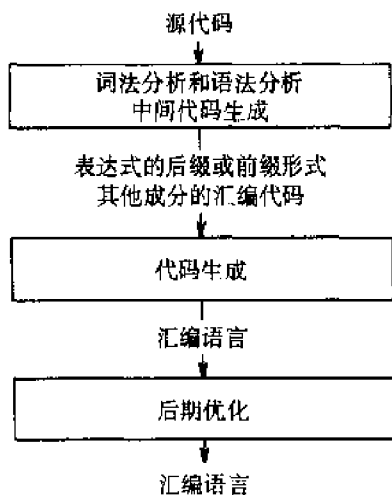 源代码
词法分析和语法分析
中间代码生成
表达式的后缀或前缀形式
其他成分的汇编代码
代码生成
汇编语言
后期优化
汇编语言